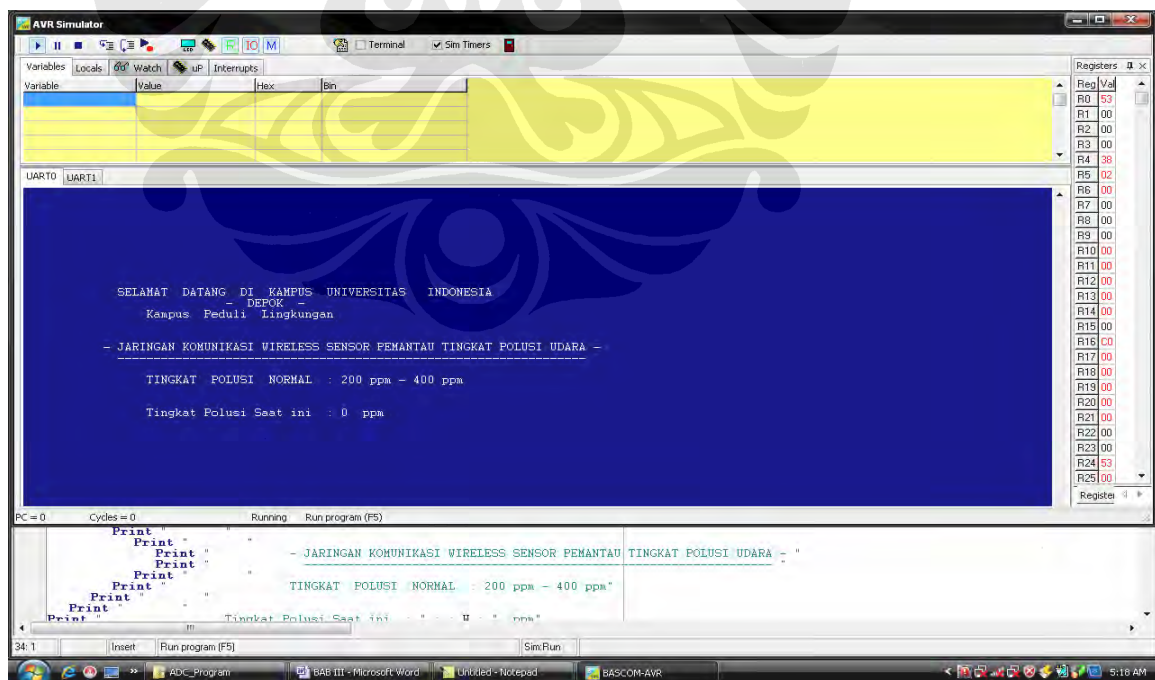 AVR Simulator
IO M Terminal Sim Timers
Variables Locals Watch uP Interrupts
Variable Value Hex Bin
UART0 UART1
SELAMAT DATANG DI KAMPUS UNIVERSITAS INDONESIA
- DEPOK -
Kampus Peduli Lingkungan
- JARINGAN KOMUNIKASI WIRELESS SENSOR PEMANTAU TINGKAT POLUSI UDARA -
TINGKAT POLUSI NORMAL : 200 ppm - 400 ppm
Tingkat Polusi Saat ini : 0 ppm
Registers
Reg Val
R0 53
R1 00
R2 00
R3 00
R4 38
R5 02
R6 00
R7 00
R8 00
R9 00
R10 00
R11 00
R12 00
R13 00
R14 00
R15 00
R16 C0
R17 00
R18 00
R19 00
R20 00
R21 00
R22 00
R23 00
R24 53
R25 00
Register
PC = 0 Cycles = 0 Running Run program (F5)
Print " "
Print " "
Print " - JARINGAN KOMUNIKASI WIRELESS SENSOR PEMANTAU TINGKAT POLUSI UDARA - "
Print " ----------------------------------------------------------------- "
Print " "
Print " TINGKAT POLUSI NORMAL : 200 ppm - 400 ppm"
Print " "
Print " "
Print " Tingkat Polusi Saat ini : " ; W ; " ppm"
34: 1 Insert Run program (F5) Sim:Run
ADC_Program BAB III - Microsoft Word Untitled - Notepad BASCOM-AVR 5:18 AM